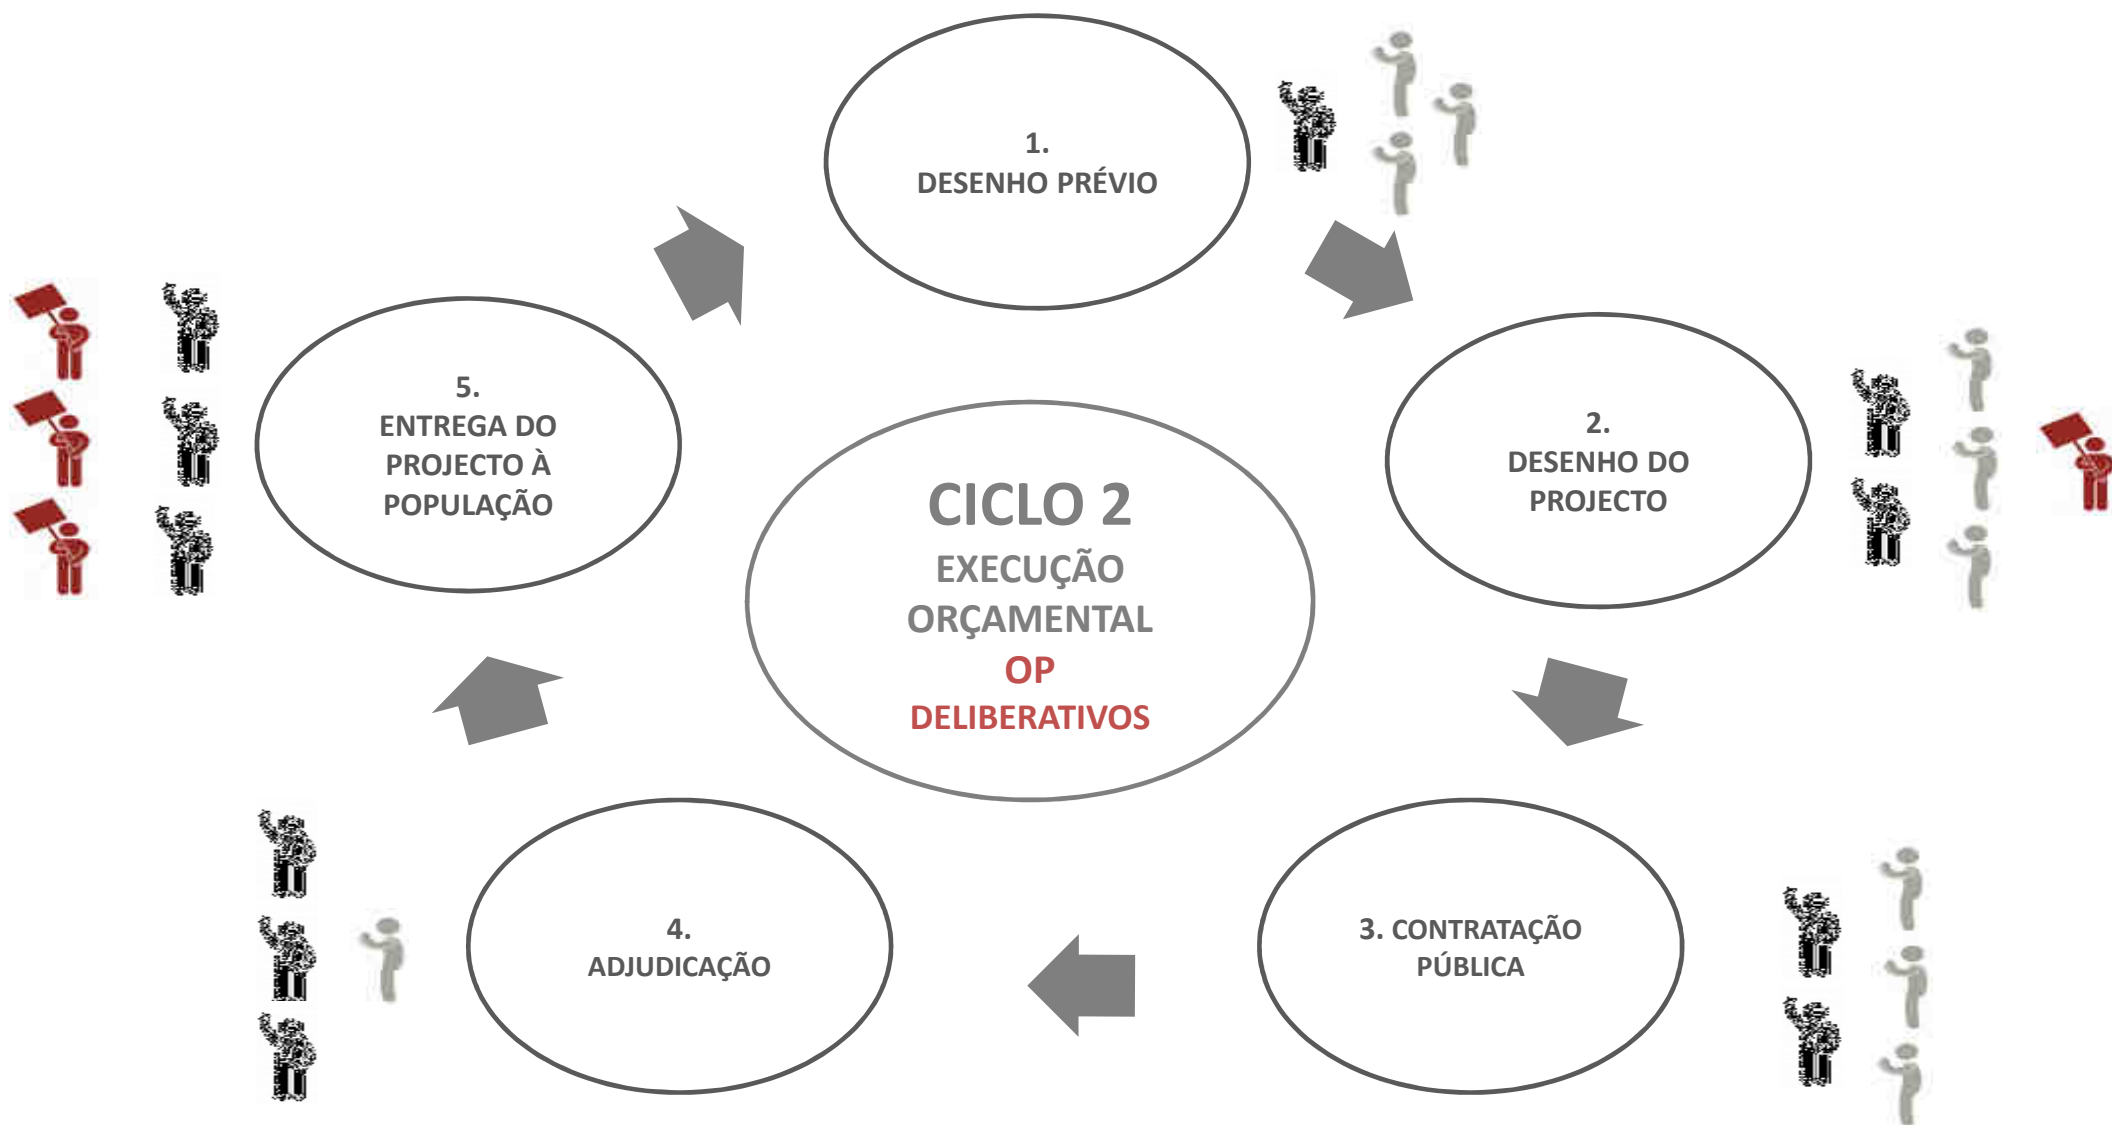 1.
DESENHO PRÉVIO
2.
DESENHO DO
PROJECTO
3. CONTRATAÇÃO
PÚBLICA
4.
ADJUDICAÇÃO
5.
ENTREGA DO
PROJECTO À
POPULAÇÃO
CICLO 2
EXECUÇÃO
ORÇAMENTAL
OP
DELIBERATIVOS